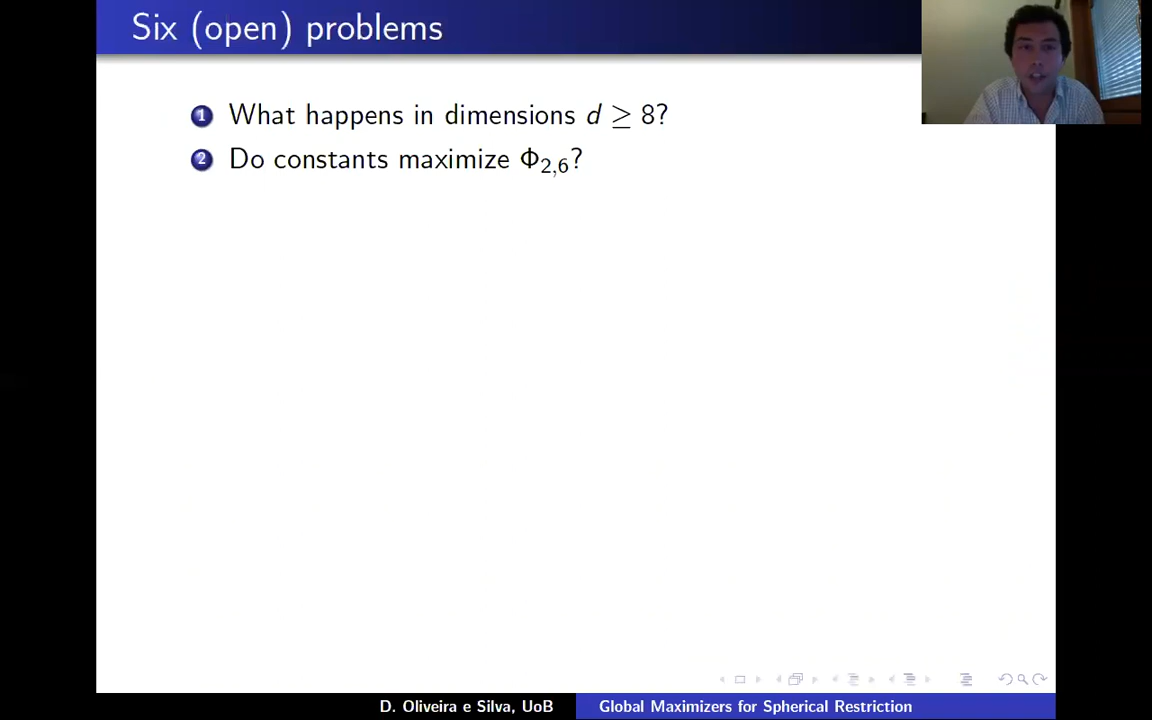 Six (open) problems
1 What happens in dimensions d ≥ 8?
2 Do constants maximize Φ2,6?
D. Oliveira e Silva, UoB Global Maximizers for Spherical Restriction